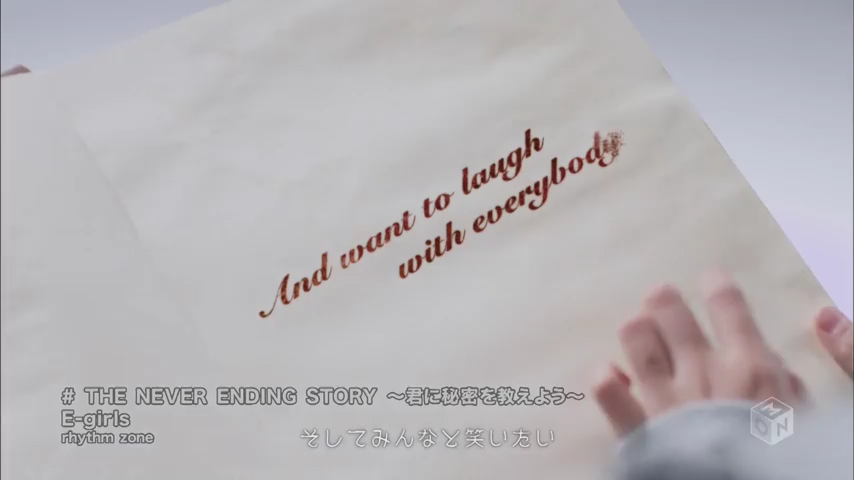 And want to laugh
with everybody
# THE NEVER ENDING STORY ～君に秘密を教えよう～
E-girls
rhythm zone
そしてみんなと笑いたい
MON